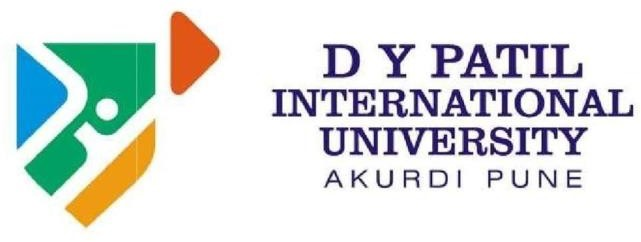 D Y PATIL
INTERNATIONAL
UNIVERSITY
AKURDI PUNE